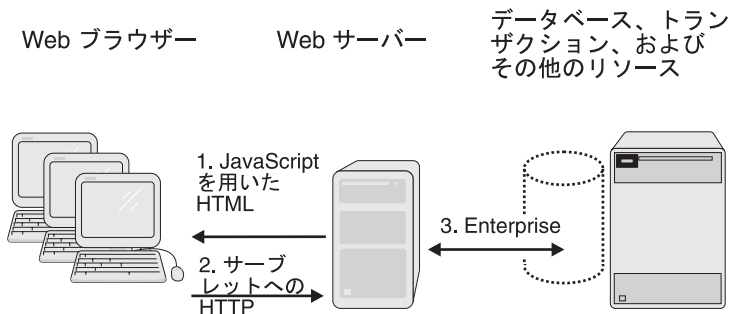 Web ブラウザー
Web サーバー
データベース、トラン
ザクション、および
その他のリソース
1. JavaScript
を用いた
HTML
2. サーブ
レットへの
HTTP
3. Enterprise